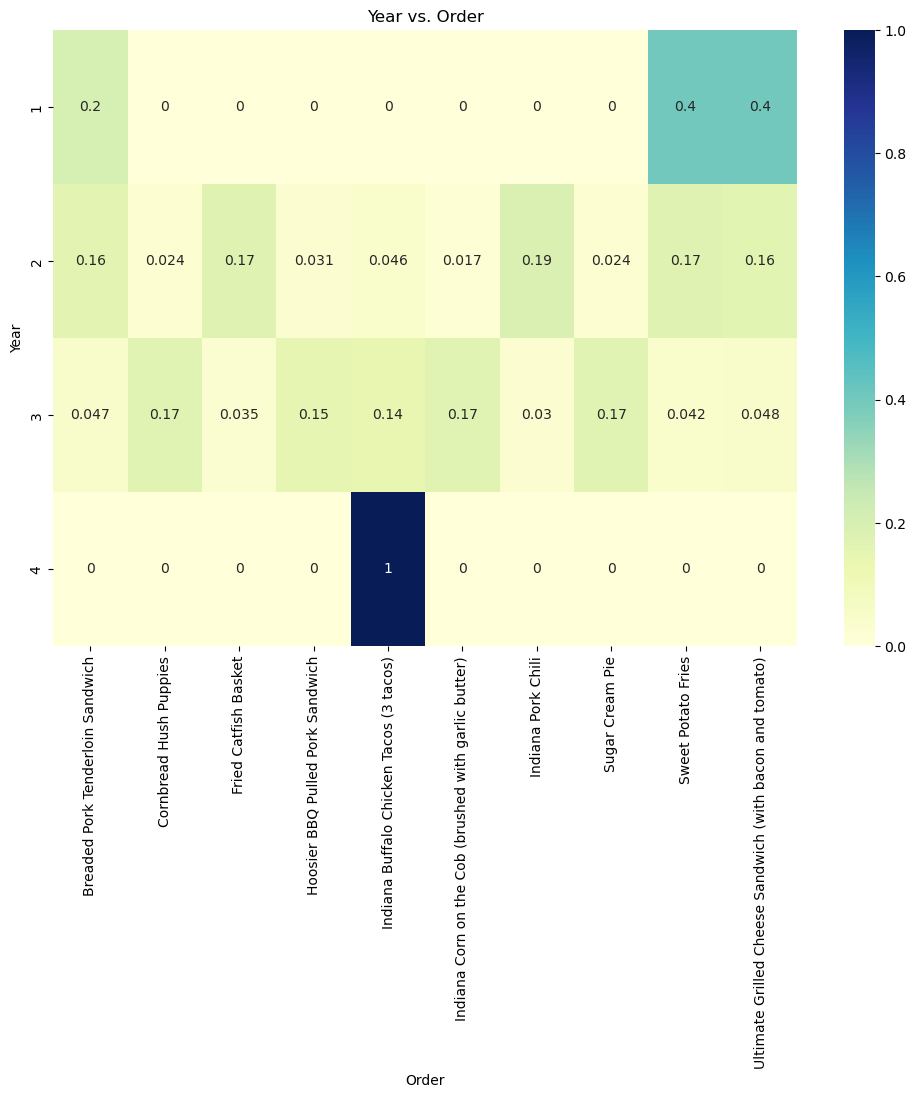 Year vs. Order
Year
1
0.2 0 0 0 0 0 0 0 0.4 0.4
2
0.16 0.024 0.17 0.031 0.046 0.017 0.19 0.024 0.17 0.16
3
0.047 0.17 0.035 0.15 0.14 0.17 0.03 0.17 0.042 0.048
4
0 0 0 0 1 0 0 0 0 0
Breaded Pork Tenderloin Sandwich
Cornbread Hush Puppies
Fried Catfish Basket
Hoosier BBQ Pulled Pork Sandwich
Indiana Buffalo Chicken Tacos (3 tacos)
Indiana Corn on the Cob (brushed with garlic butter)
Indiana Pork Chili
Sugar Cream Pie
Sweet Potato Fries
Ultimate Grilled Cheese Sandwich (with bacon and tomato)
Order
1.0
0.8
0.6
0.4
0.2
0.0